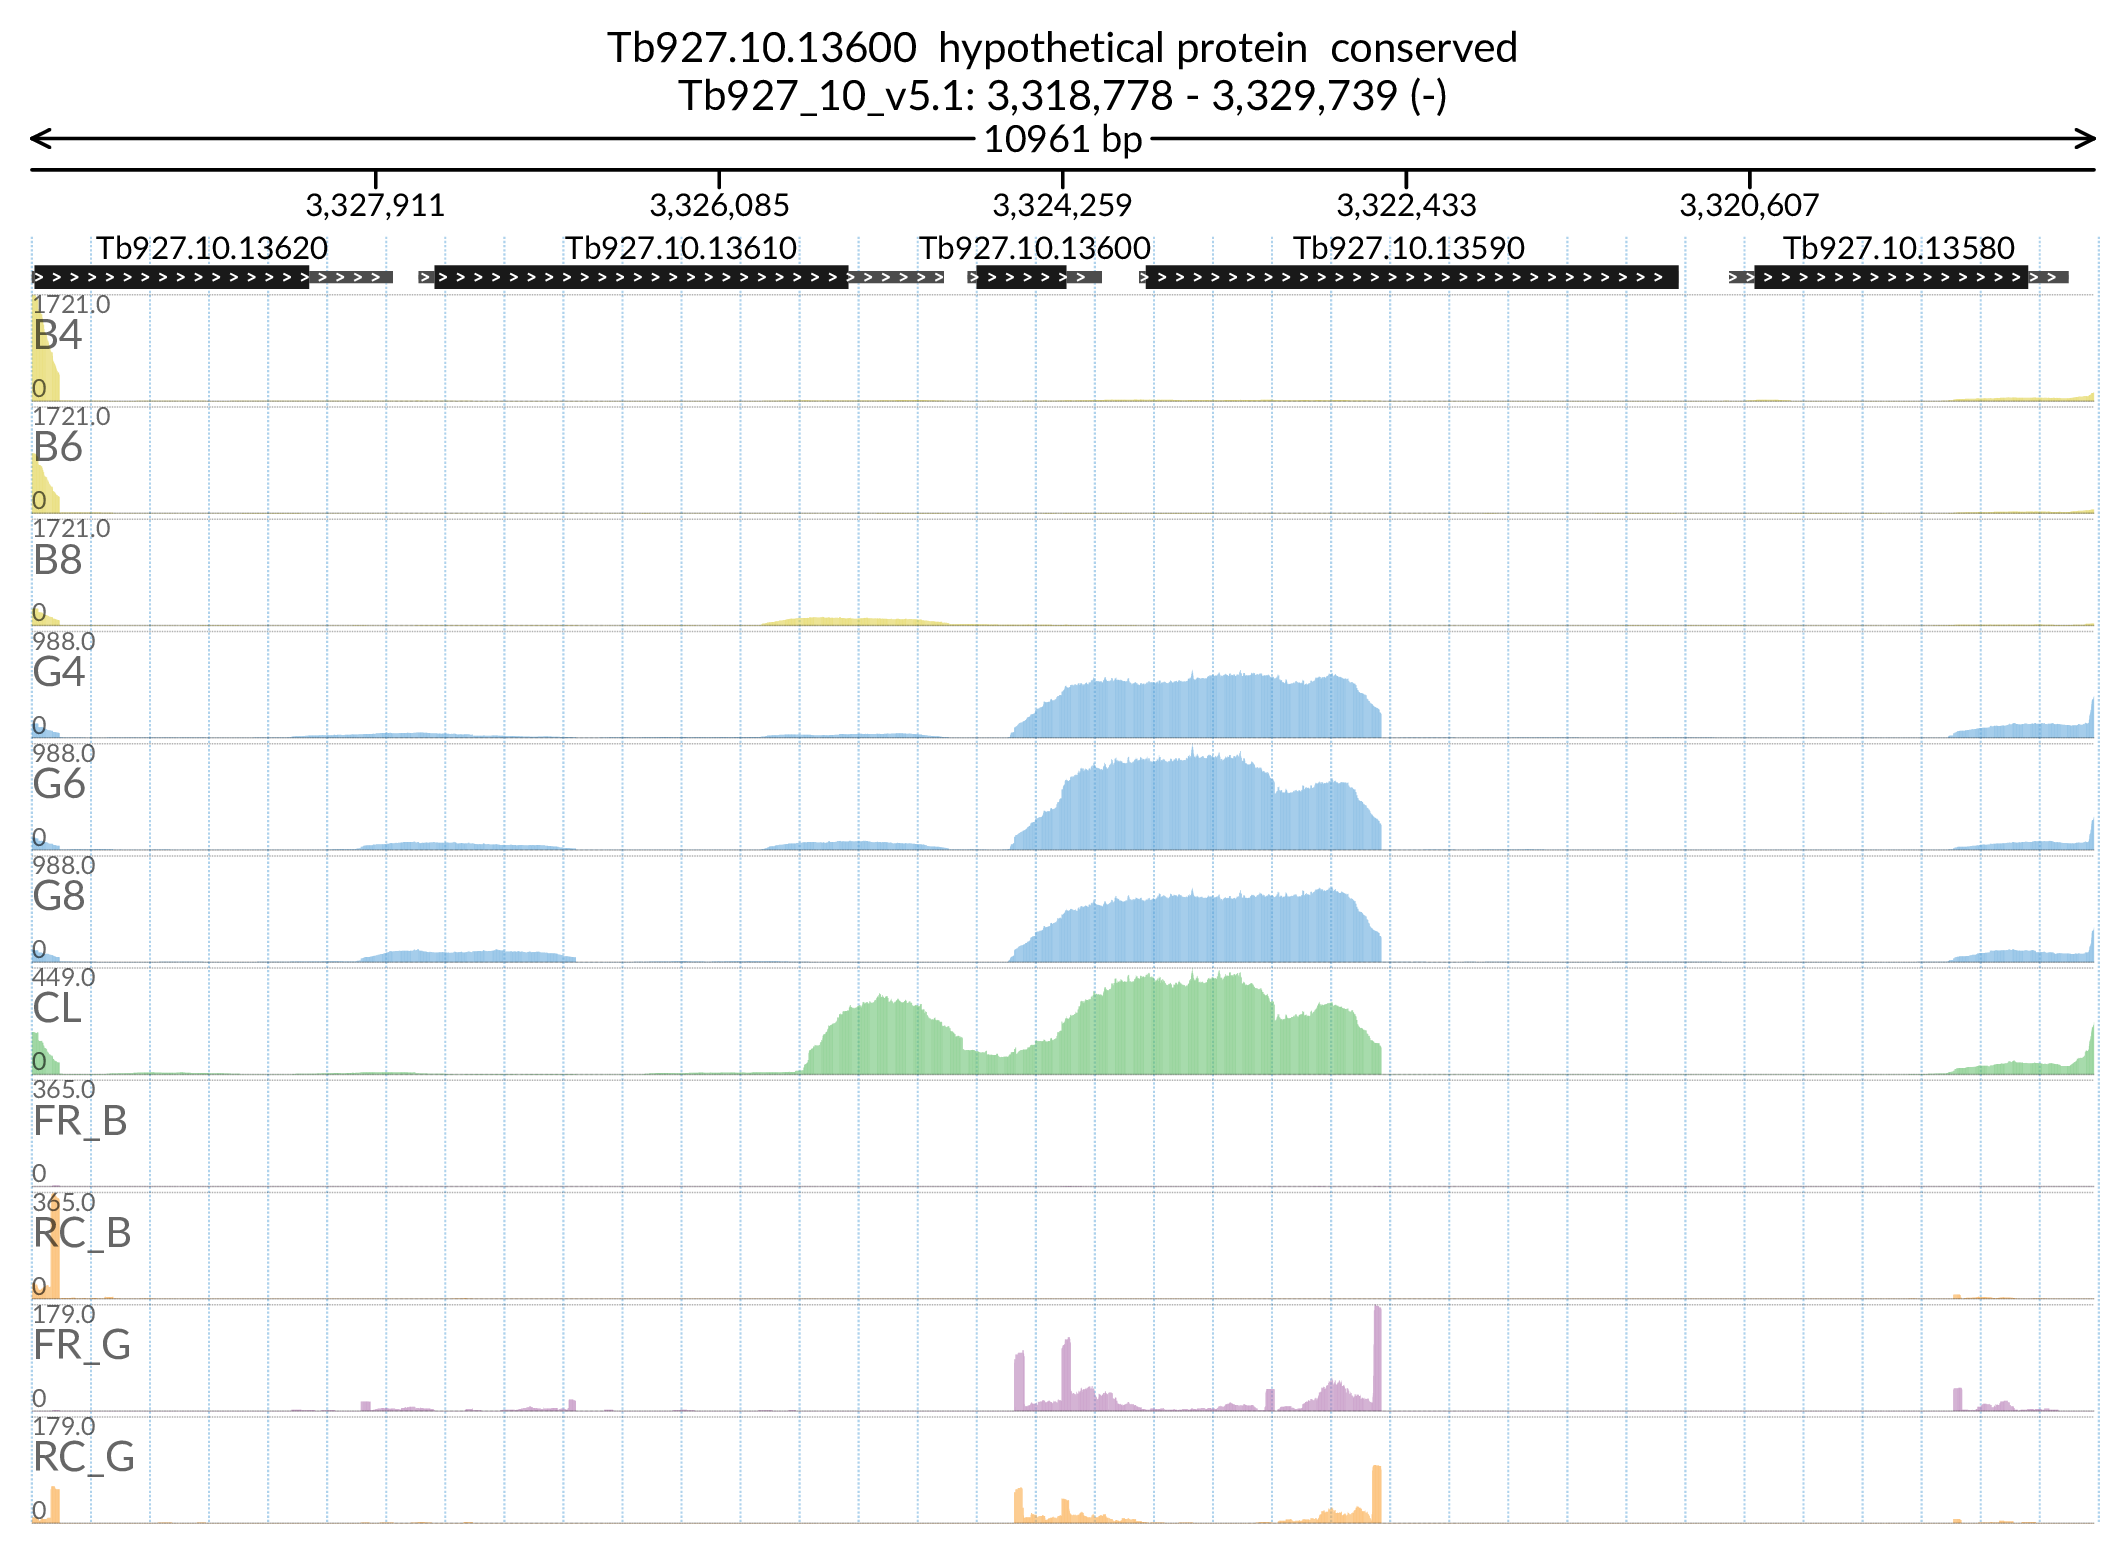 Tb927.10.13600  hypothetical protein  conserved
Tb927_10_v5.1: 3,318,778 - 3,329,739 (-)
10961 bp
3,327,911 3,326,085 3,324,259 3,322,433 3,320,607
Tb927.10.13620 Tb927.10.13610 Tb927.10.13600 Tb927.10.13590 Tb927.10.13580
1721.0
B4
0
1721.0
B6
0
1721.0
B8
0
988.0
G4
0
988.0
G6
0
988.0
G8
0
449.0
CL
0
365.0
FR_B
0
365.0
RC_B
0
179.0
FR_G
0
179.0
RC_G
0